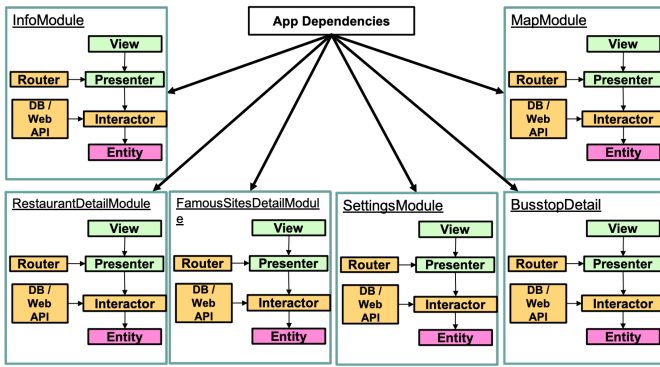 App Dependencies
InfoModule
View
Router
Presenter
DB /
Web
API
Interactor
Entity
MapModule
View
Router
Presenter
DB /
Web
API
Interactor
Entity
RestaurantDetailModule
View
Router
Presenter
DB /
Web
API
Interactor
Entity
FamousSitesDetailModul
e
View
Router
Presenter
DB /
Web
API
Interactor
Entity
SettingsModule
View
Router
Presenter
DB /
Web
API
Interactor
Entity
BusstopDetail
View
Router
Presenter
DB /
Web
API
Interactor
Entity